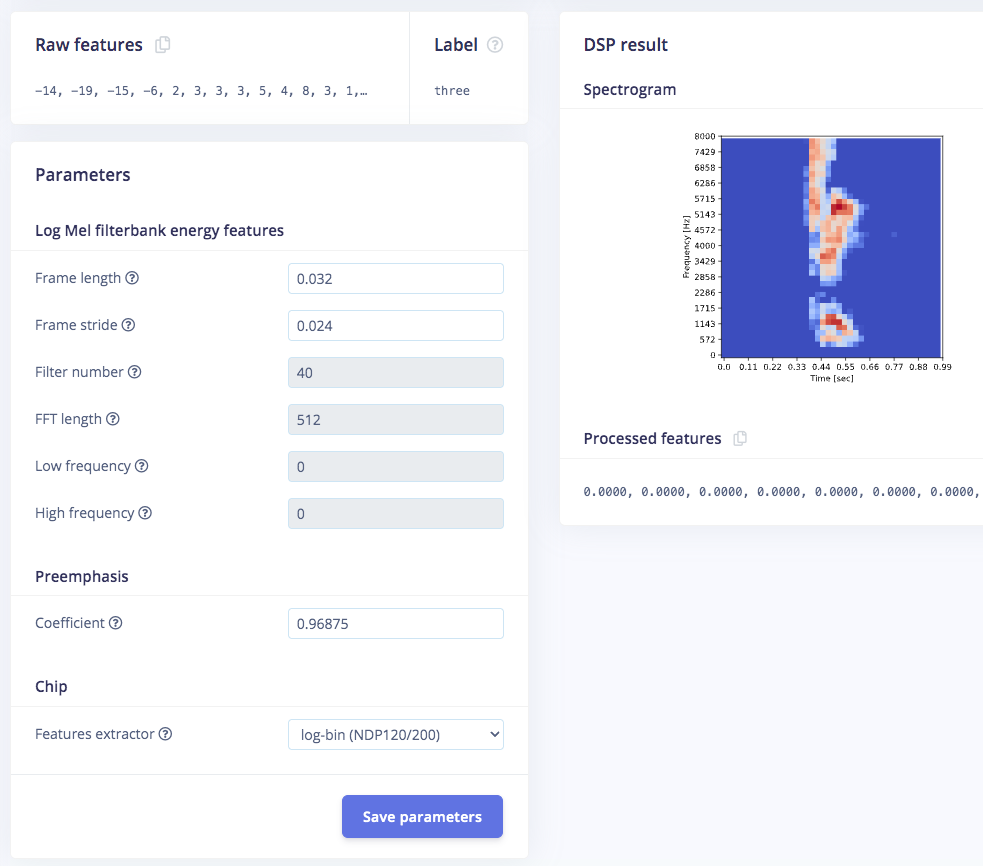 Raw features
Label
−14, −19, −15, −6, 2, 3, 3, 3, 5, 4, 8, 3, 1,…
three
Parameters
Log Mel filterbank energy features
Frame length
0.032
Frame stride
0.024
Filter number
40
FFT length
512
Low frequency
0
High frequency
0
Preemphasis
Coefficient
0.96875
Chip
Features extractor
log-bin (NDP120/200)
Save parameters
DSP result
Spectrogram
8000
7429
6858
6286
5715
5143
4572
4000
3429
2858
2286
1715
1143
572
0
Frequency [Hz]
0.0 0.11 0.22 0.33 0.44 0.55 0.66 0.77 0.88 0.99
Time [sec]
Processed features
0.0000, 0.0000, 0.0000, 0.0000, 0.0000, 0.0000, 0.0000,